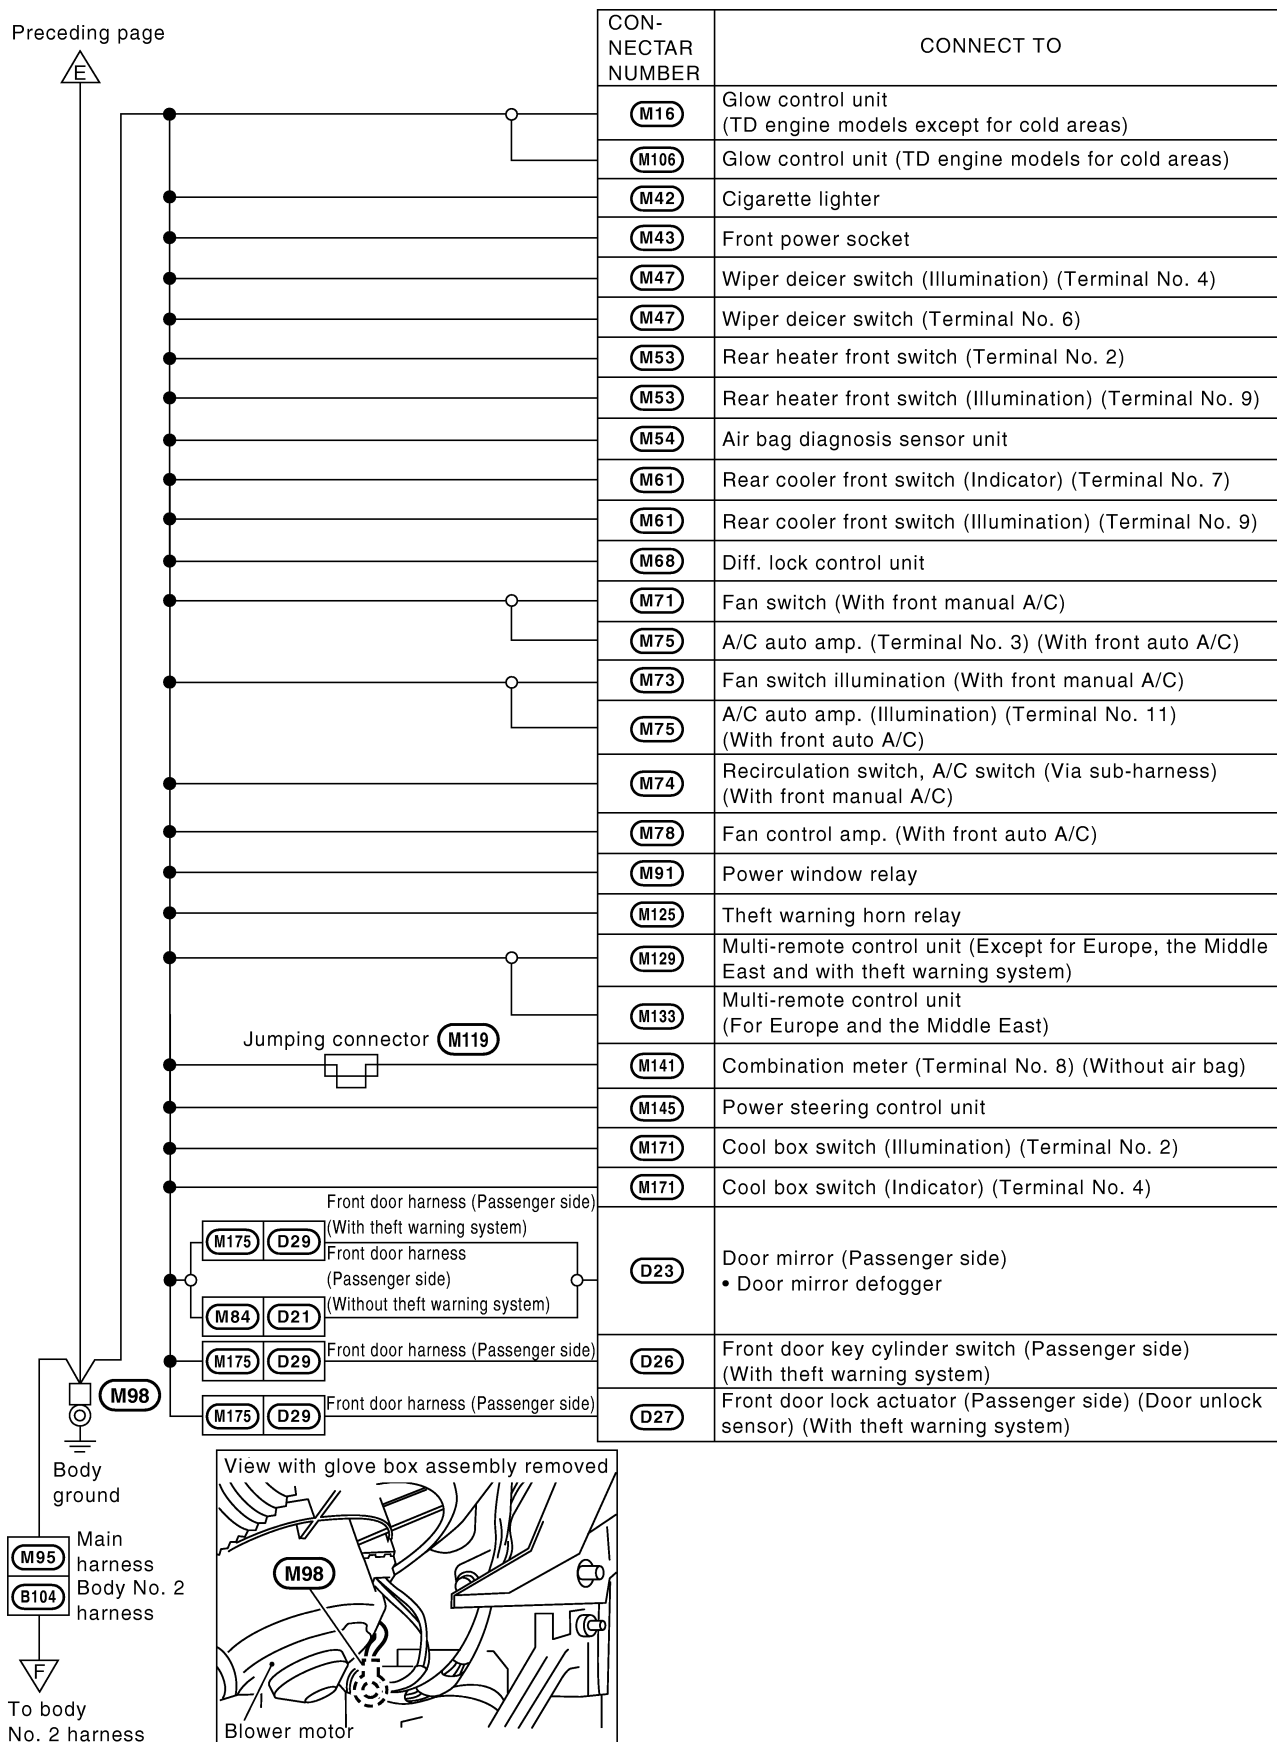 Preceding page
E
CON-
NECTAR
NUMBER
CONNECT TO
M16
Glow control unit
(TD engine models except for cold areas)
M106
Glow control unit (TD engine models for cold areas)
M42
Cigarette lighter
M43
Front power socket
M47
Wiper deicer switch (Illumination) (Terminal No. 4)
M47
Wiper deicer switch (Terminal No. 6)
M53
Rear heater front switch (Terminal No. 2)
M53
Rear heater front switch (Illumination) (Terminal No. 9)
M54
Air bag diagnosis sensor unit
M61
Rear cooler front switch (Indicator) (Terminal No. 7)
M61
Rear cooler front switch (Illumination) (Terminal No. 9)
M68
Diff. lock control unit
M71
Fan switch (With front manual A/C)
M75
A/C auto amp. (Terminal No. 3) (With front auto A/C)
M73
Fan switch illumination (With front manual A/C)
M75
A/C auto amp. (Illumination) (Terminal No. 11)
(With front auto A/C)
M74
Recirculation switch, A/C switch (Via sub-harness)
(With front manual A/C)
M78
Fan control amp. (With front auto A/C)
M91
Power window relay
M125
Theft warning horn relay
M129
Multi-remote control unit (Except for Europe, the Middle
East and with theft warning system)
M133
Multi-remote control unit
(For Europe and the Middle East)
Jumping connector M119
M141
Combination meter (Terminal No. 8) (Without air bag)
M145
Power steering control unit
M171
Cool box switch (Illumination) (Terminal No. 2)
M171
Cool box switch (Indicator) (Terminal No. 4)
Front door harness (Passenger side)
(With theft warning system)
M175 D29
Front door harness
(Passenger side)
(Without theft warning system)
M84 D21
D23
Door mirror (Passenger side)
• Door mirror defogger
M175 D29
Front door harness (Passenger side)
D26
Front door key cylinder switch (Passenger side)
(With theft warning system)
M175 D29
Front door harness (Passenger side)
D27
Front door lock actuator (Passenger side) (Door unlock
sensor) (With theft warning system)
M98
Body
ground
M95
Main
harness
B104
Body No. 2
harness
F
To body
No. 2 harness
View with glove box assembly removed
M98
Blower motor